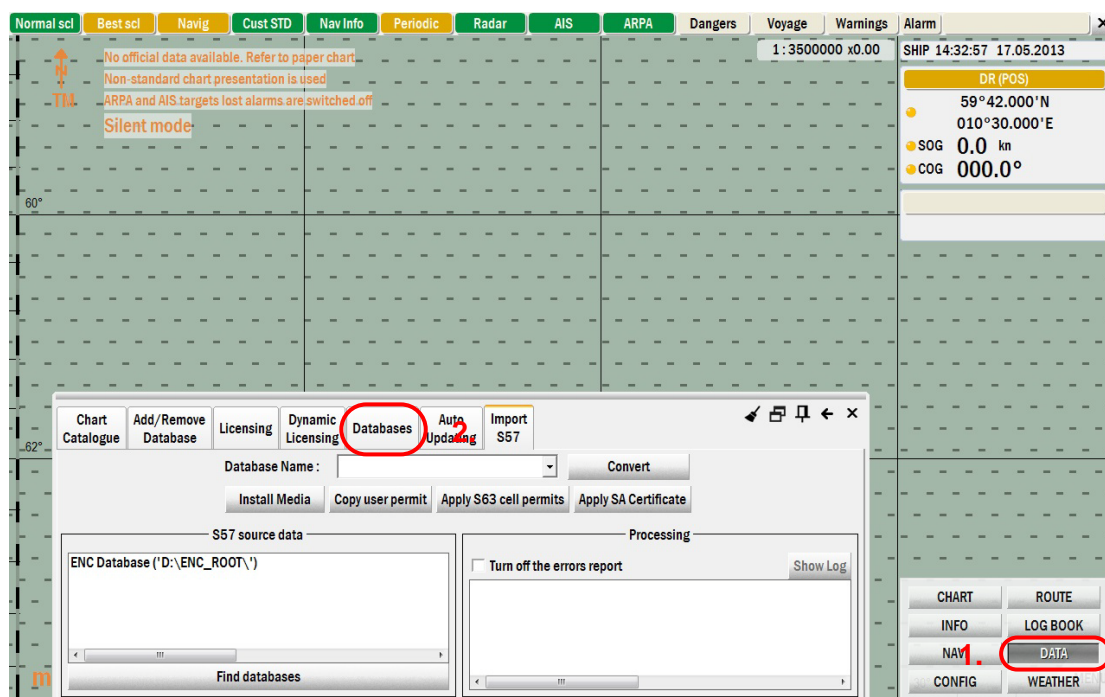 Normal scl Best scl Navig Cust STD Nav Info Periodic Radar AIS ARPA Dangers Voyage Warnings Alarm
1:3500000 x0.00
SHIP 14:32:57 17.05.2013
N
TM
No official data available. Refer to paper chart
Non-standard chart presentation is used
ARPA and AIS targets lost alarms are switched off
Silent mode
DR (POS)
59°42.000'N
010°30.000'E
SOG 0.0 kn
COG 000.0°
60°
62°
Chart Catalogue
Add/Remove Database
Licensing
Dynamic Licensing
Databases
2.
Auto Updating
Import S57
Database Name :
Convert
Install Media Copy user permit Apply S63 cell permits Apply SA Certificate
S57 source data
ENC Database ('D:\ENC_ROOT\')
Find databases
Processing
Turn off the errors report
Show Log
CHART ROUTE
INFO LOG BOOK
NAV 1. DATA
CONFIG WEATHER